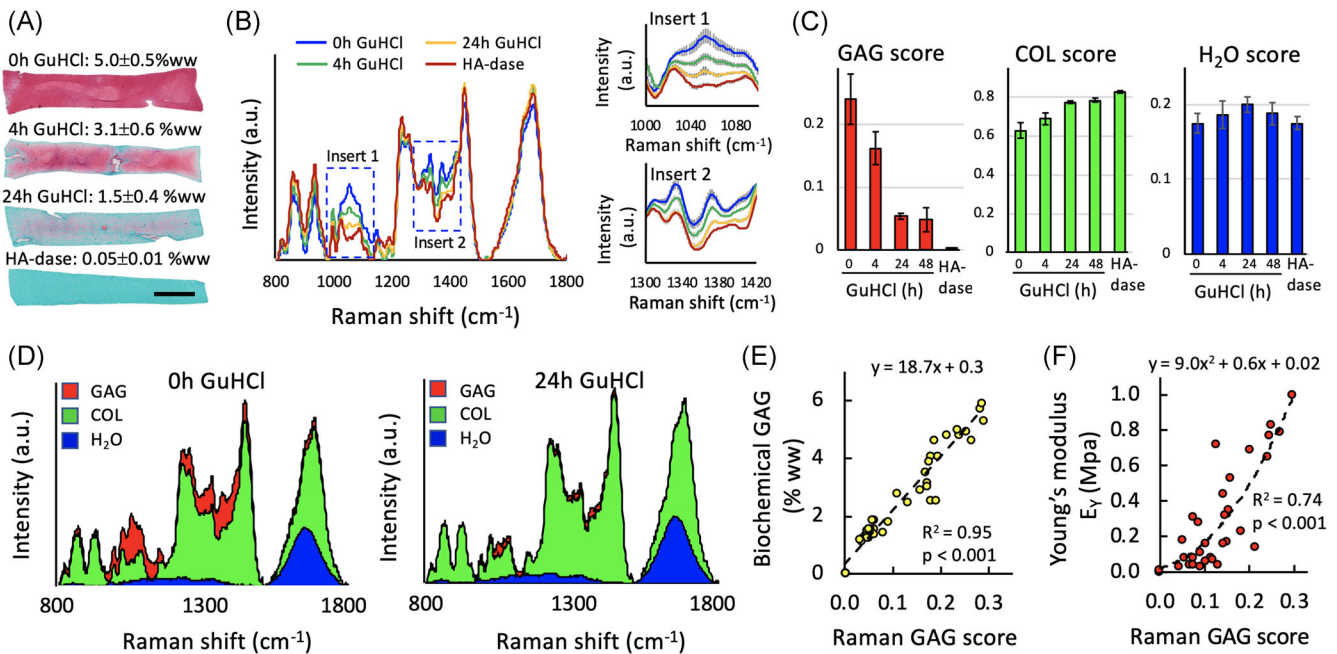 (A)
0h GuHCl: 5.0±0.5%ww
4h GuHCl: 3.1±0.6 %ww
24h GuHCl: 1.5±0.4 %ww
HA-dase: 0.05±0.01 %ww
(B)
0h GuHCl
24h GuHCl
4h GuHCl
HA-dase
Intensity (a.u.)
Insert 1
Insert 2
800 1000 1200 1400 1600 1800
Raman shift (cm⁻¹)
Insert 1
Intensity
(a.u.)
1000 1040 1080
Raman shift (cm⁻¹)
Insert 2
Intensity
(a.u.)
1300 1340 1380 1420
Raman shift (cm⁻¹)
(C)
GAG score
0.2
0.1
0
0 4 24 48 HA-
dase
GuHCl (h)
COL score
0.8
0.6
0.4
0.2
0
0 4 24 48 HA-
dase
GuHCl (h)
H₂O score
0.2
0.1
0
0 4 24 48 HA-
dase
GuHCl (h)
(D)
0h GuHCl
GAG
COL
H₂O
Intensity (a.u.)
800 1300 1800
Raman shift (cm⁻¹)
24h GuHCl
GAG
COL
H₂O
Intensity (a.u.)
800 1300 1800
Raman shift (cm⁻¹)
(E)
y = 18.7x + 0.3
Biochemical GAG
(% ww)
6
4
2
0
R² = 0.95
p < 0.001
0.0 0.1 0.2 0.3
Raman GAG score
(F)
y = 9.0x² + 0.6x + 0.02
Young's modulus
E_Y (Mpa)
1.0
0.8
0.6
0.4
0.2
0.0
R² = 0.74
p < 0.001
0.0 0.1 0.2 0.3
Raman GAG score